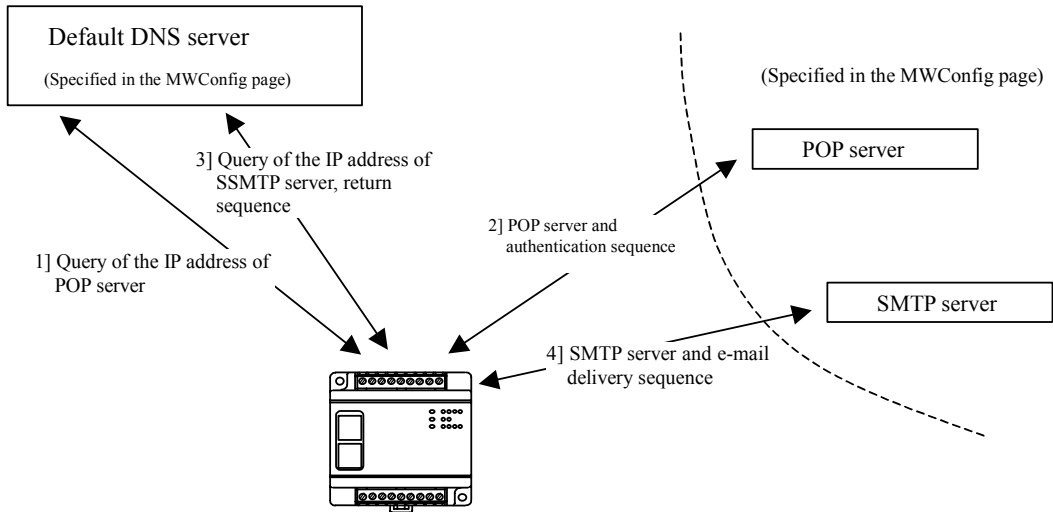 Default DNS server
(Specified in the MWConfig page)
(Specified in the MWConfig page)
POP server
3] Query of the IP address of
SSMTP server, return
sequence
2] POP server and
authentication sequence
1] Query of the IP address of
POP server
SMTP server
4] SMTP server and e-mail
delivery sequence